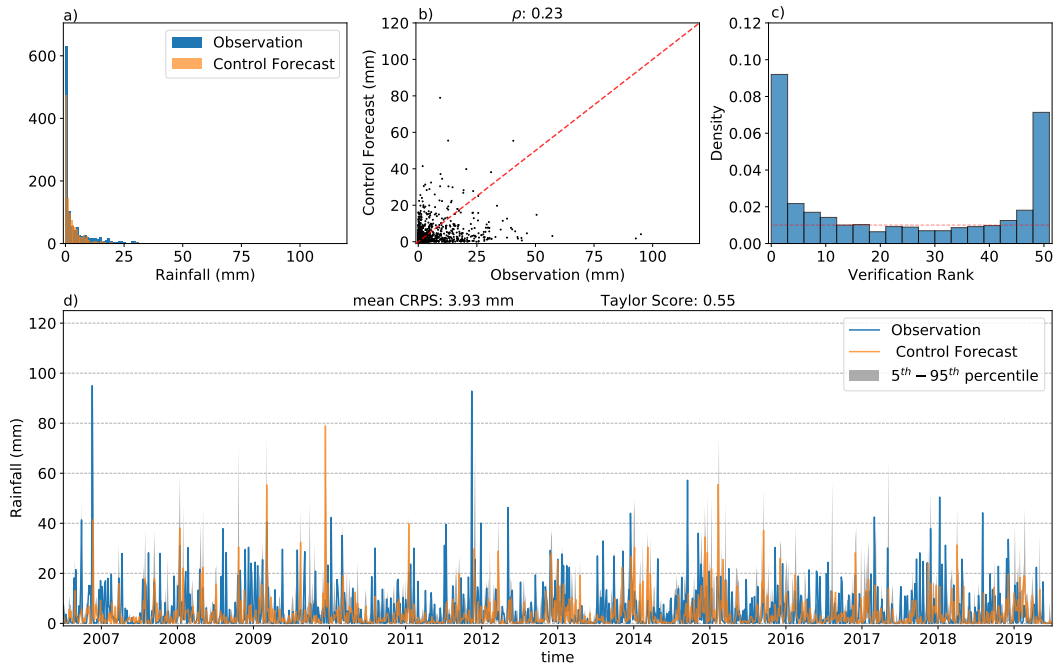 a)
600
400
200
0
0
25
50
75
100
Rainfall (mm)
Observation
Control Forecast
b)
ρ: 0.23
120
100
80
60
40
20
0
0
25
50
75
100
Observation (mm)
Control Forecast (mm)
c)
0.12
0.10
0.08
0.06
0.04
0.02
0.00
0
10
20
30
40
50
Verification Rank
Density
d)
mean CRPS: 3.93 mm
Taylor Score: 0.55
120
100
80
60
40
20
0
Rainfall (mm)
Observation
Control Forecast
5th − 95th percentile
2007
2008
2009
2010
2011
2012
2013
2014
2015
2016
2017
2018
2019
time